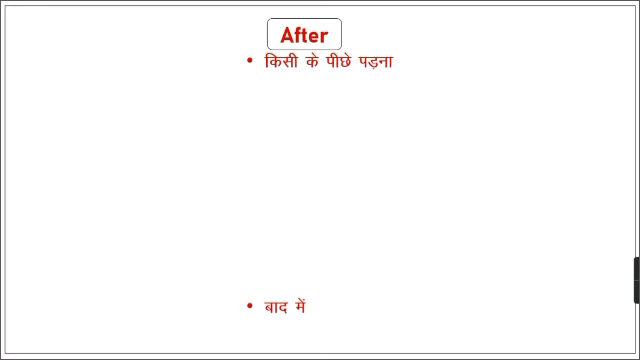 After
• किसी के पीछे पड़ना
• बाद में